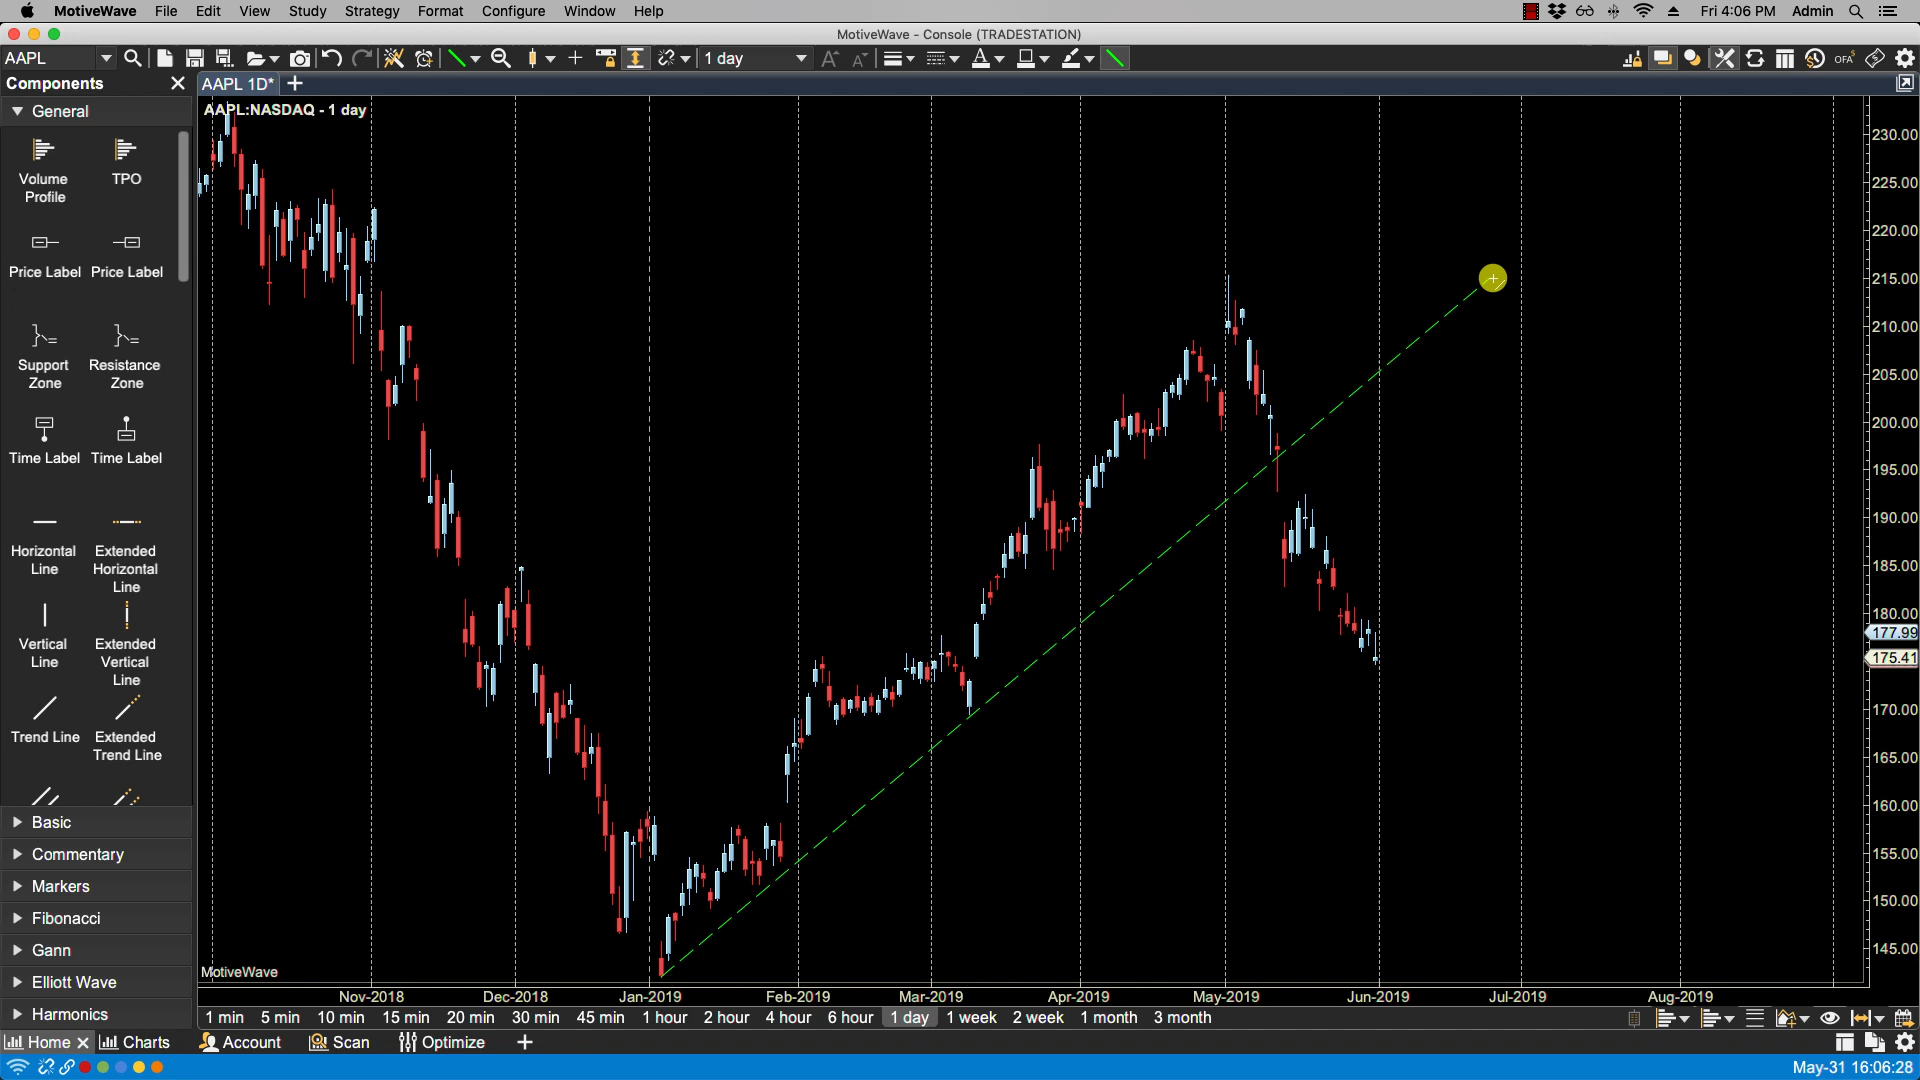 MotiveWave File Edit View Study Strategy Format Configure Window Help
Fri 4:06 PM Admin
MotiveWave - Console (TRADESTATION)
AAPL
1 day
OFA
Components
AAPL 1D*
General
AAPL:NASDAQ - 1 day
Volume Profile
TPO
Price Label
Price Label
Support Zone
Resistance Zone
Time Label
Time Label
Horizontal Line
Extended Horizontal Line
Vertical Line
Extended Vertical Line
Trend Line
Extended Trend Line
Basic
Commentary
Markers
Fibonacci
Gann
Elliott Wave
Harmonics
230.00
225.00
220.00
215.00
210.00
205.00
200.00
195.00
190.00
185.00
180.00
177.99
175.41
170.00
165.00
160.00
155.00
150.00
145.00
MotiveWave
Nov-2018 Dec-2018 Jan-2019 Feb-2019 Mar-2019 Apr-2019 May-2019 Jun-2019 Jul-2019 Aug-2019
1 min 5 min 10 min 15 min 20 min 30 min 45 min 1 hour 2 hour 4 hour 6 hour 1 day 1 week 2 week 1 month 3 month
Home Charts Account Scan Optimize
May-31 16:06:28